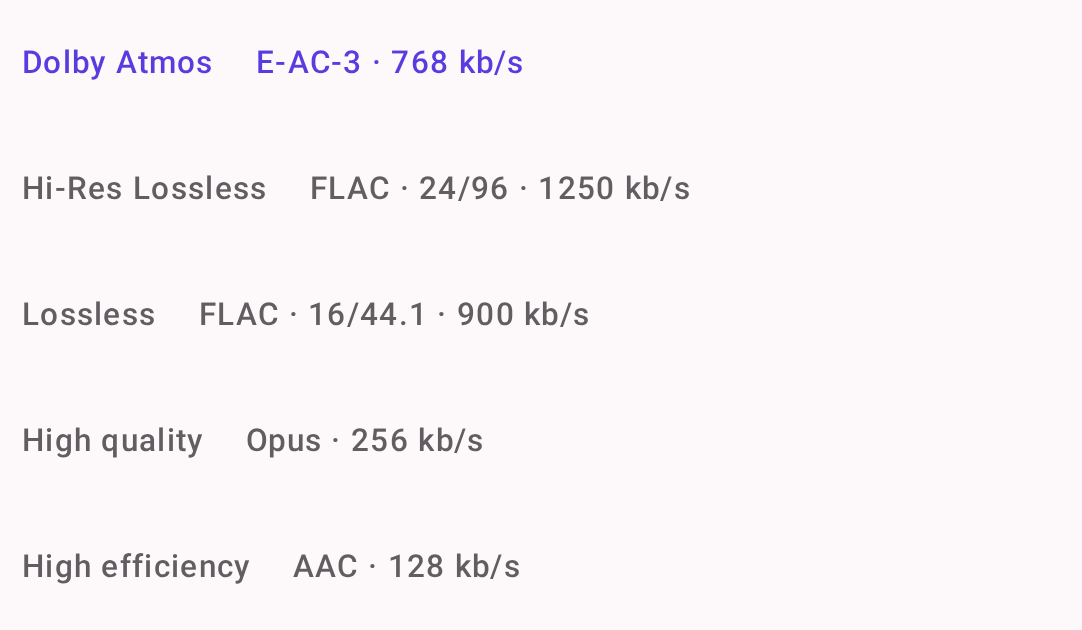 Dolby Atmos E-AC-3 · 768 kb/s
Hi-Res Lossless FLAC · 24/96 · 1250 kb/s
Lossless FLAC · 16/44.1 · 900 kb/s
High quality Opus · 256 kb/s
High efficiency AAC · 128 kb/s